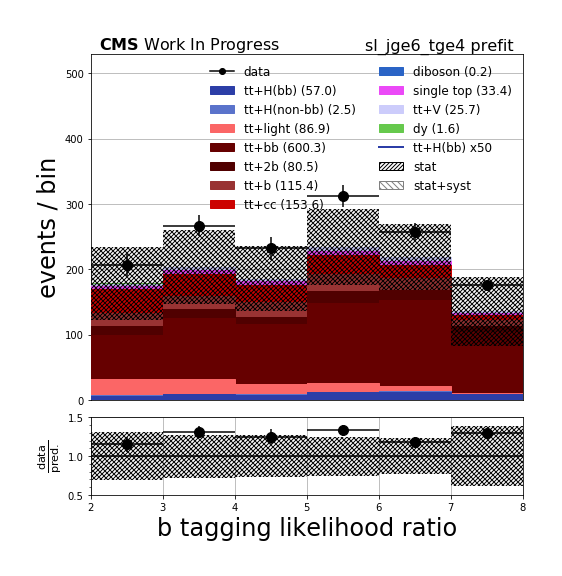 CMS Work In Progress
sl_jge6_tge4 prefit
data
tt+H(bb) (57.0)
tt+H(non-bb) (2.5)
tt+light (86.9)
tt+bb (600.3)
tt+2b (80.5)
tt+b (115.4)
tt+cc (153.6)
diboson (0.2)
single top (33.4)
tt+V (25.7)
dy (1.6)
tt+H(bb) x50
stat
stat+syst
events / bin
500
400
300
200
100
0
data
pred.
1.5
1.0
0.5
2 3 4 5 6 7 8
b tagging likelihood ratio